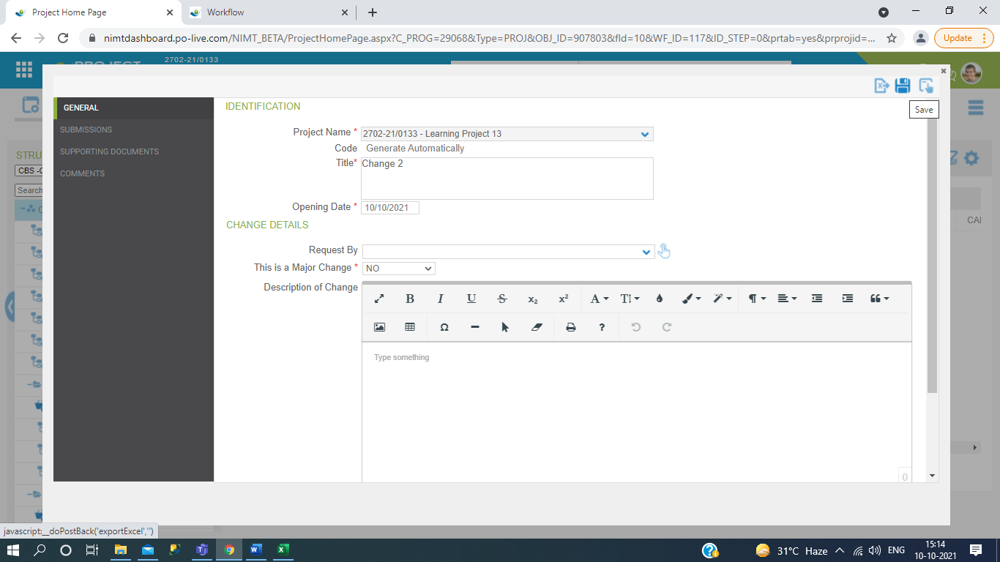 Project Home Page
Workflow
nimtdashboard.po-live.com/NIMT_BETA/ProjectHomePage.aspx?C_PROG=29068&Type=PROJ&OBJ_ID=907803&fId=10&WF_ID=117&ID_STEP=0&prtab=yes&prprojid=...
Update
2702-21/0133
PROJECT
Save
GENERAL
SUBMISSIONS
SUPPORTING DOCUMENTS
COMMENTS
STRU
CBS -C
Search
IDENTIFICATION
Project Name * 2702-21/0133 - Learning Project 13
Code Generate Automatically
Title* Change 2
Opening Date * 10/10/2021
CHANGE DETAILS
Request By
This is a Major Change * NO
Description of Change
Type something
0
CAI
javascript:__doPostBack('exportExcel','')
31°C Haze
ENG
15:14
10-10-2021